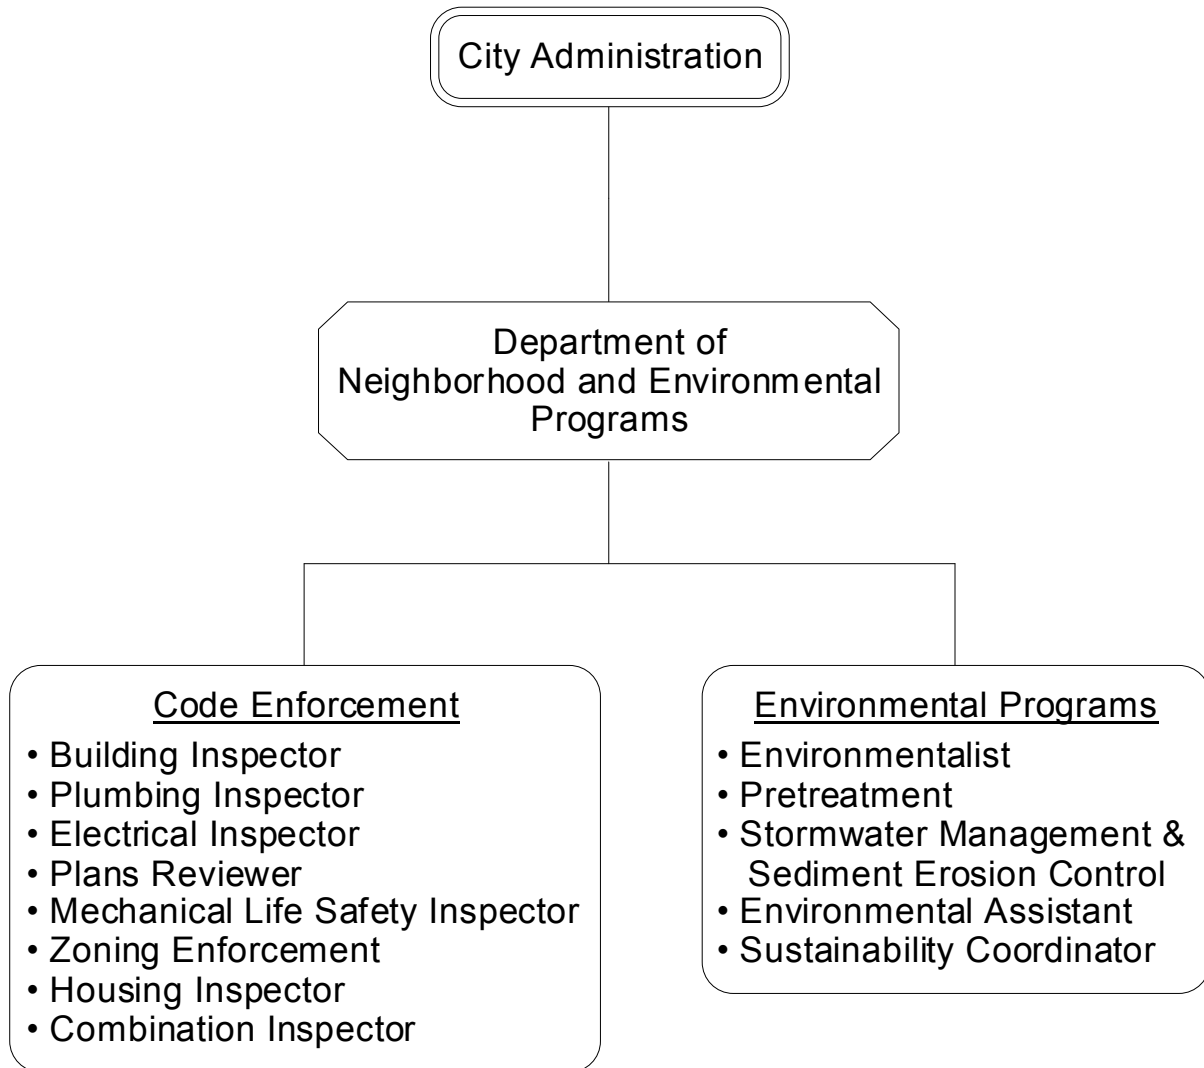 City Administration
Department of
Neighborhood and Environmental
Programs
Code Enforcement
• Building Inspector
• Plumbing Inspector
• Electrical Inspector
• Plans Reviewer
• Mechanical Life Safety Inspector
• Zoning Enforcement
• Housing Inspector
• Combination Inspector
Environmental Programs
• Environmentalist
• Pretreatment
• Stormwater Management &
Sediment Erosion Control
• Environmental Assistant
• Sustainability Coordinator